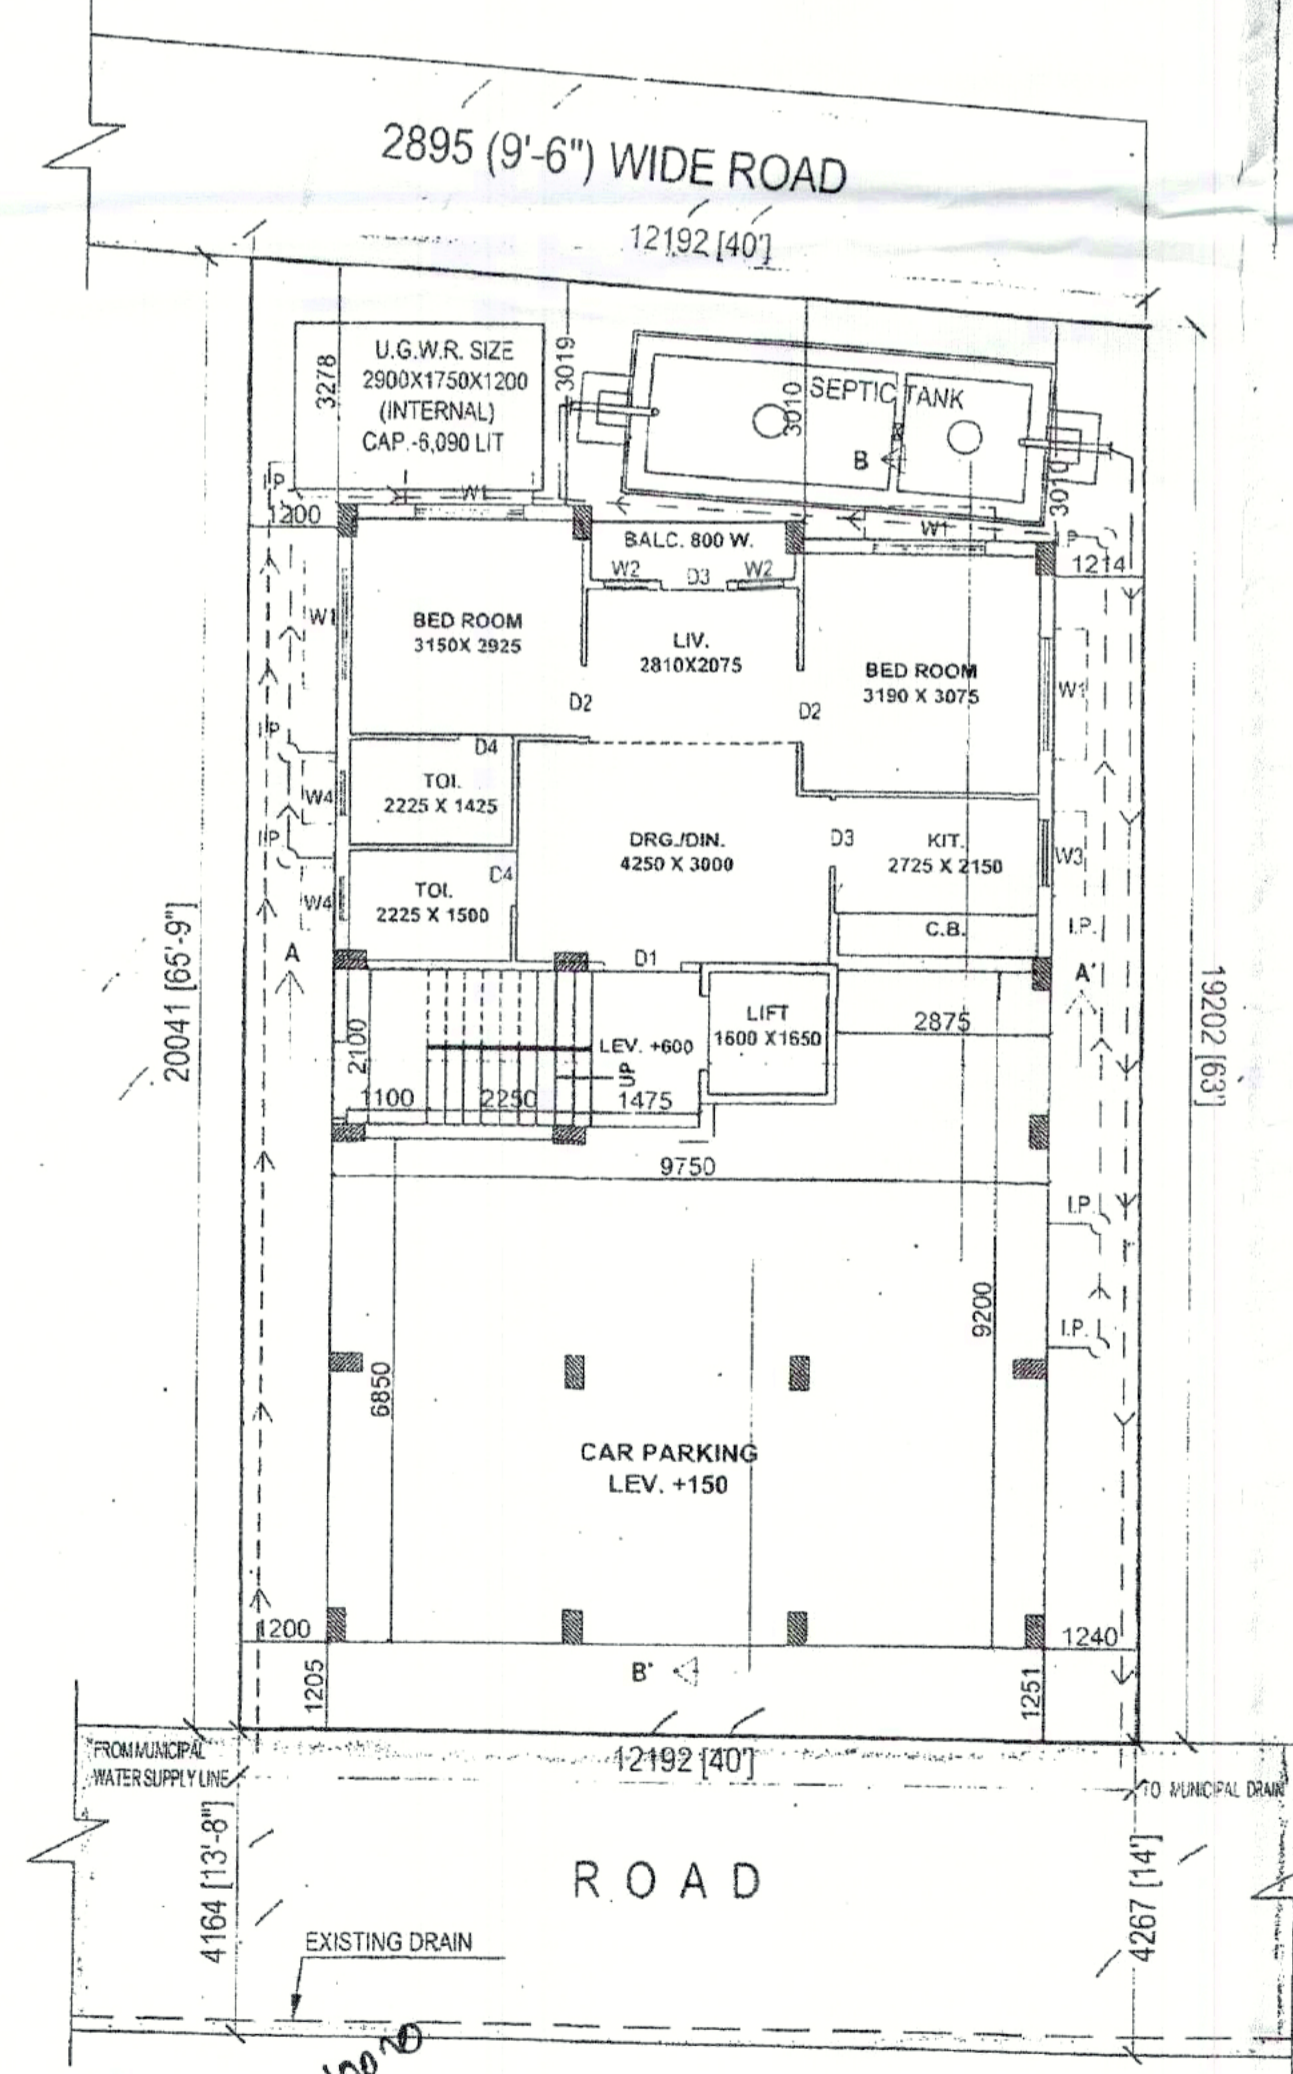 2895 (9'-6") WIDE ROAD
12192 [40']
U.G.W.R. SIZE
2900X1750X1200
(INTERNAL)
CAP.-6,090 LIT
3278
3019
SEPTIC TANK
3010
B
3010
I.P
W1
1200
BALC. 800 W.
W2
D3
W2
W1
I.P
1214
W1
BED ROOM
3150X 2925
LIV.
2810X2075
BED ROOM
3190 X 3075
W1
D2
D2
I.P
D4
TOI.
2225 X 1425
W4
I.P
DRG./DIN.
4250 X 3000
D3
KIT.
2725 X 2150
W3
D4
TOI.
2225 X 1500
W4
C.B.
I.P.
A
D1
A'
20041 [65'-9"]
19202 [63']
2100
LEV. +600
UP
LIFT
1600 X1650
2875
1100
2250
1475
9750
I.P.
9200
I.P.
6850
CAR PARKING
LEV. +150
1200
1240
B'
1205
1251
FROM MUNICIPAL
WATER SUPPLY LINE
12192 [40']
TO MUNICIPAL DRAIN
4164 [13'-8"]
ROAD
4267 [14']
EXISTING DRAIN